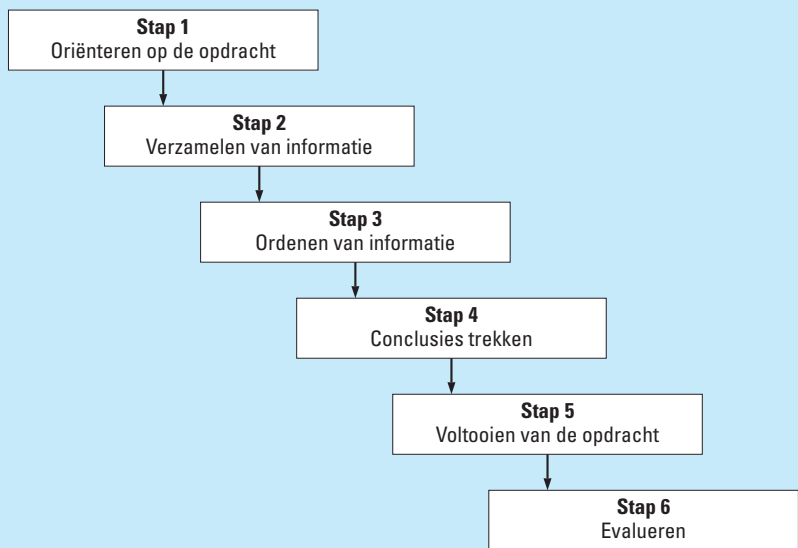 Stap 1
Oriënteren op de opdracht
Stap 2
Verzamelen van informatie
Stap 3
Ordenen van informatie
Stap 4
Conclusies trekken
Stap 5
Voltooien van de opdracht
Stap 6
Evalueren